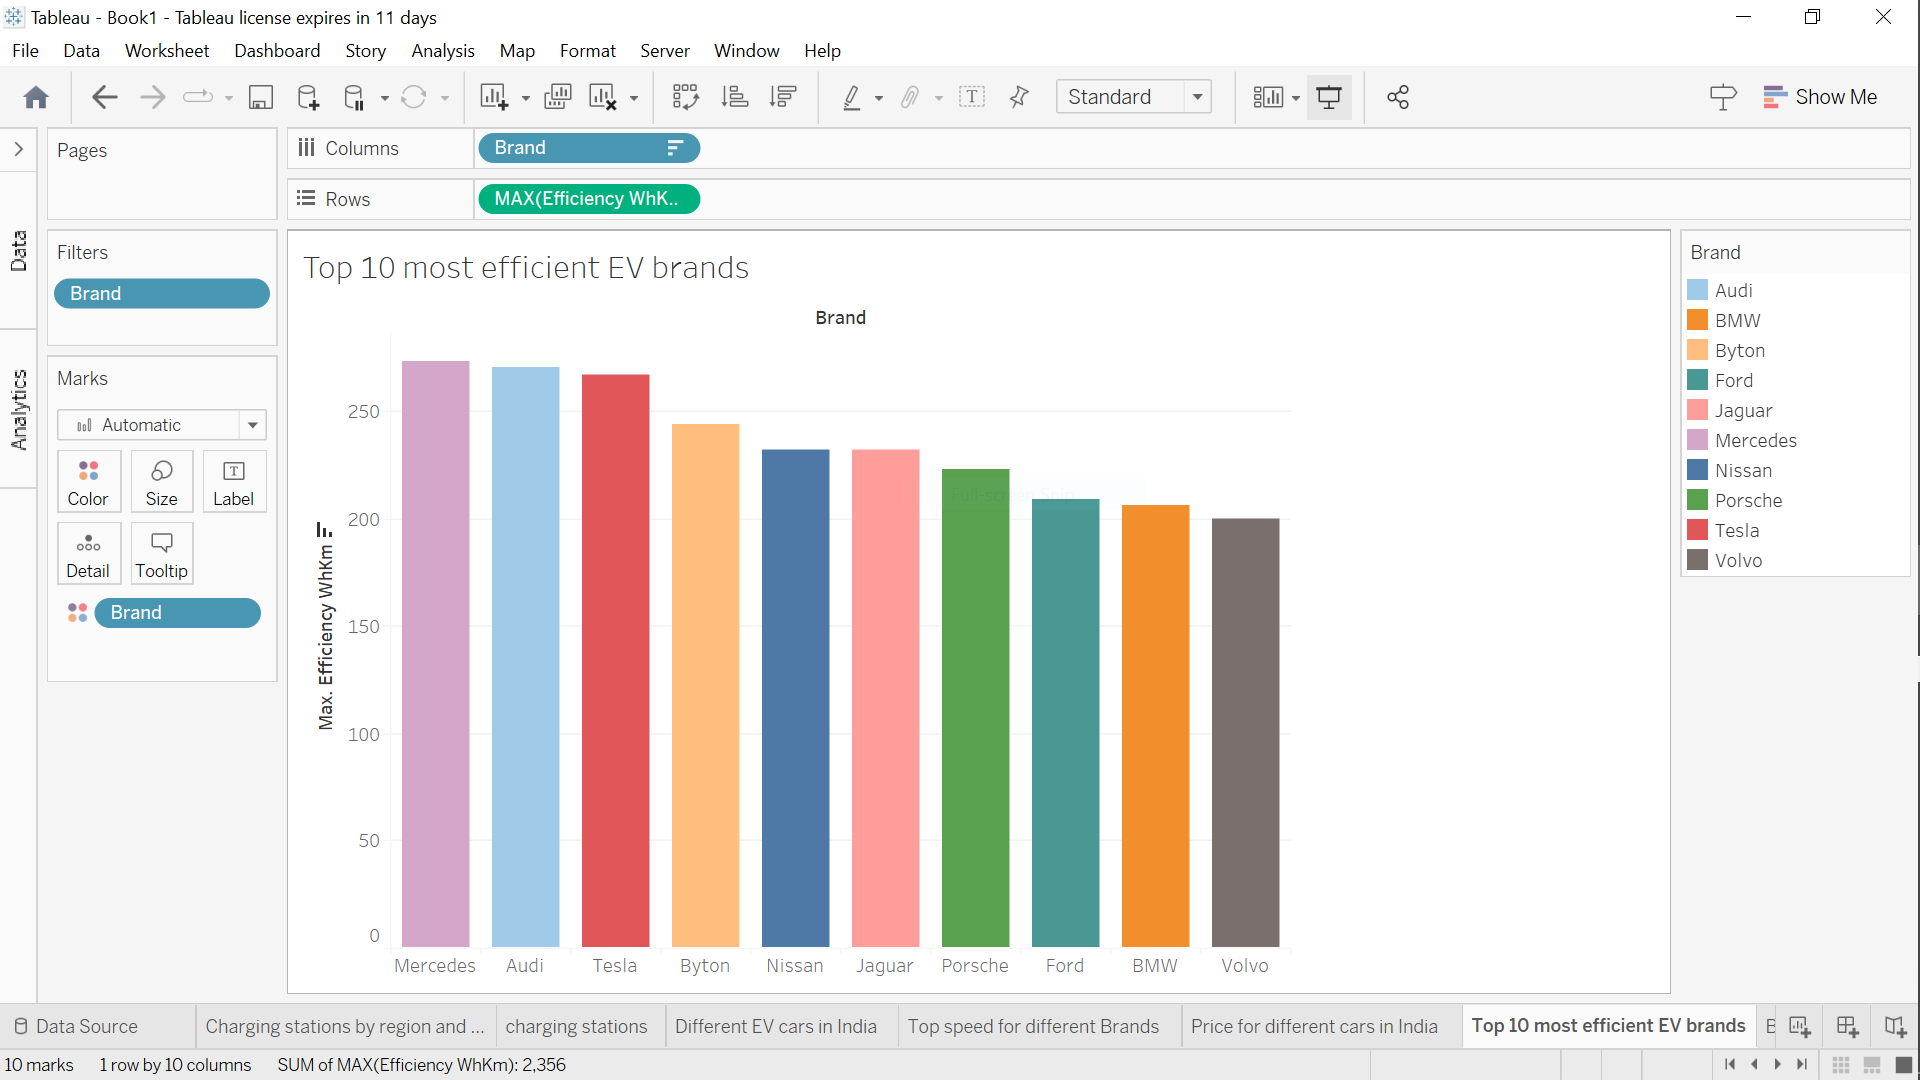 Tableau - Book1 - Tableau license expires in 11 days
File Data Worksheet Dashboard Story Analysis Map Format Server Window Help
Standard
Show Me
Data
Analytics
Pages
Columns
Brand
Rows
MAX(Efficiency WhK..
Filters
Brand
Marks
Automatic
Color Size Label
Detail Tooltip
Brand
Top 10 most efficient EV brands
Brand
Max. Efficiency WhKm
250
200
150
100
50
0
Full-screen Snip
Mercedes Audi Tesla Byton Nissan Jaguar Porsche Ford BMW Volvo
Brand
Audi
BMW
Byton
Ford
Jaguar
Mercedes
Nissan
Porsche
Tesla
Volvo
Data Source Charging stations by region and ... charging stations Different EV cars in India Top speed for different Brands Price for different cars in India Top 10 most efficient EV brands
10 marks 1 row by 10 columns SUM of MAX(Efficiency WhKm): 2,356